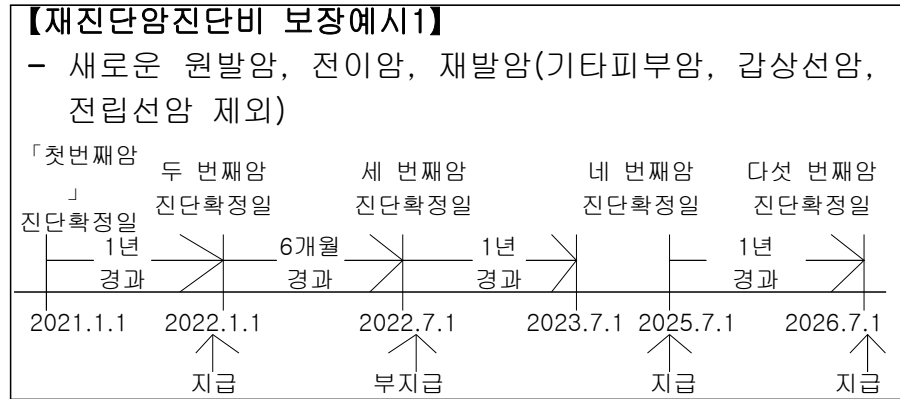 【재진단암진단비 보장예시1】
- 새로운 원발암, 전이암, 재발암(기타피부암, 갑상선암,
전립선암 제외)
「첫번째암
」
진단확정일
두 번째암
진단확정일
세 번째암
진단확정일
네 번째암
진단확정일
다섯 번째암
진단확정일
1년
경과
6개월
경과
1년
경과
1년
경과
2021.1.1 2022.1.1 2022.7.1 2023.7.1 2025.7.1 2026.7.1
지급 부지급 지급 지급